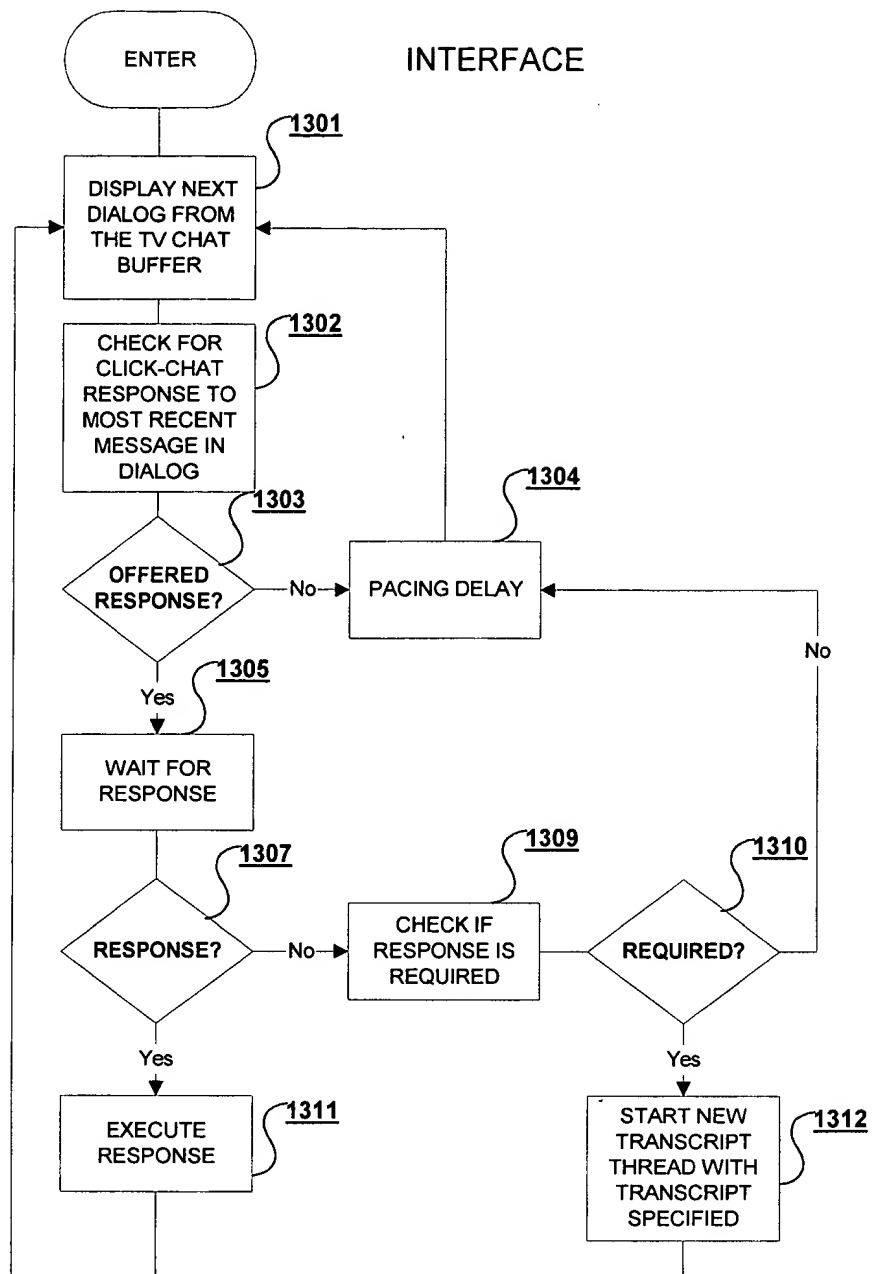 ENTER
INTERFACE
1301
DISPLAY NEXT
DIALOG FROM
THE TV CHAT
BUFFER
1302
CHECK FOR
CLICK-CHAT
RESPONSE TO
MOST RECENT
MESSAGE IN
DIALOG
1303
OFFERED
RESPONSE?
No
1304
PACING DELAY
Yes
1305
WAIT FOR
RESPONSE
1307
RESPONSE?
No
1309
CHECK IF
RESPONSE IS
REQUIRED
1310
REQUIRED?
No
Yes
1311
EXECUTE
RESPONSE
Yes
1312
START NEW
TRANSCRIPT
THREAD WITH
TRANSCRIPT
SPECIFIED